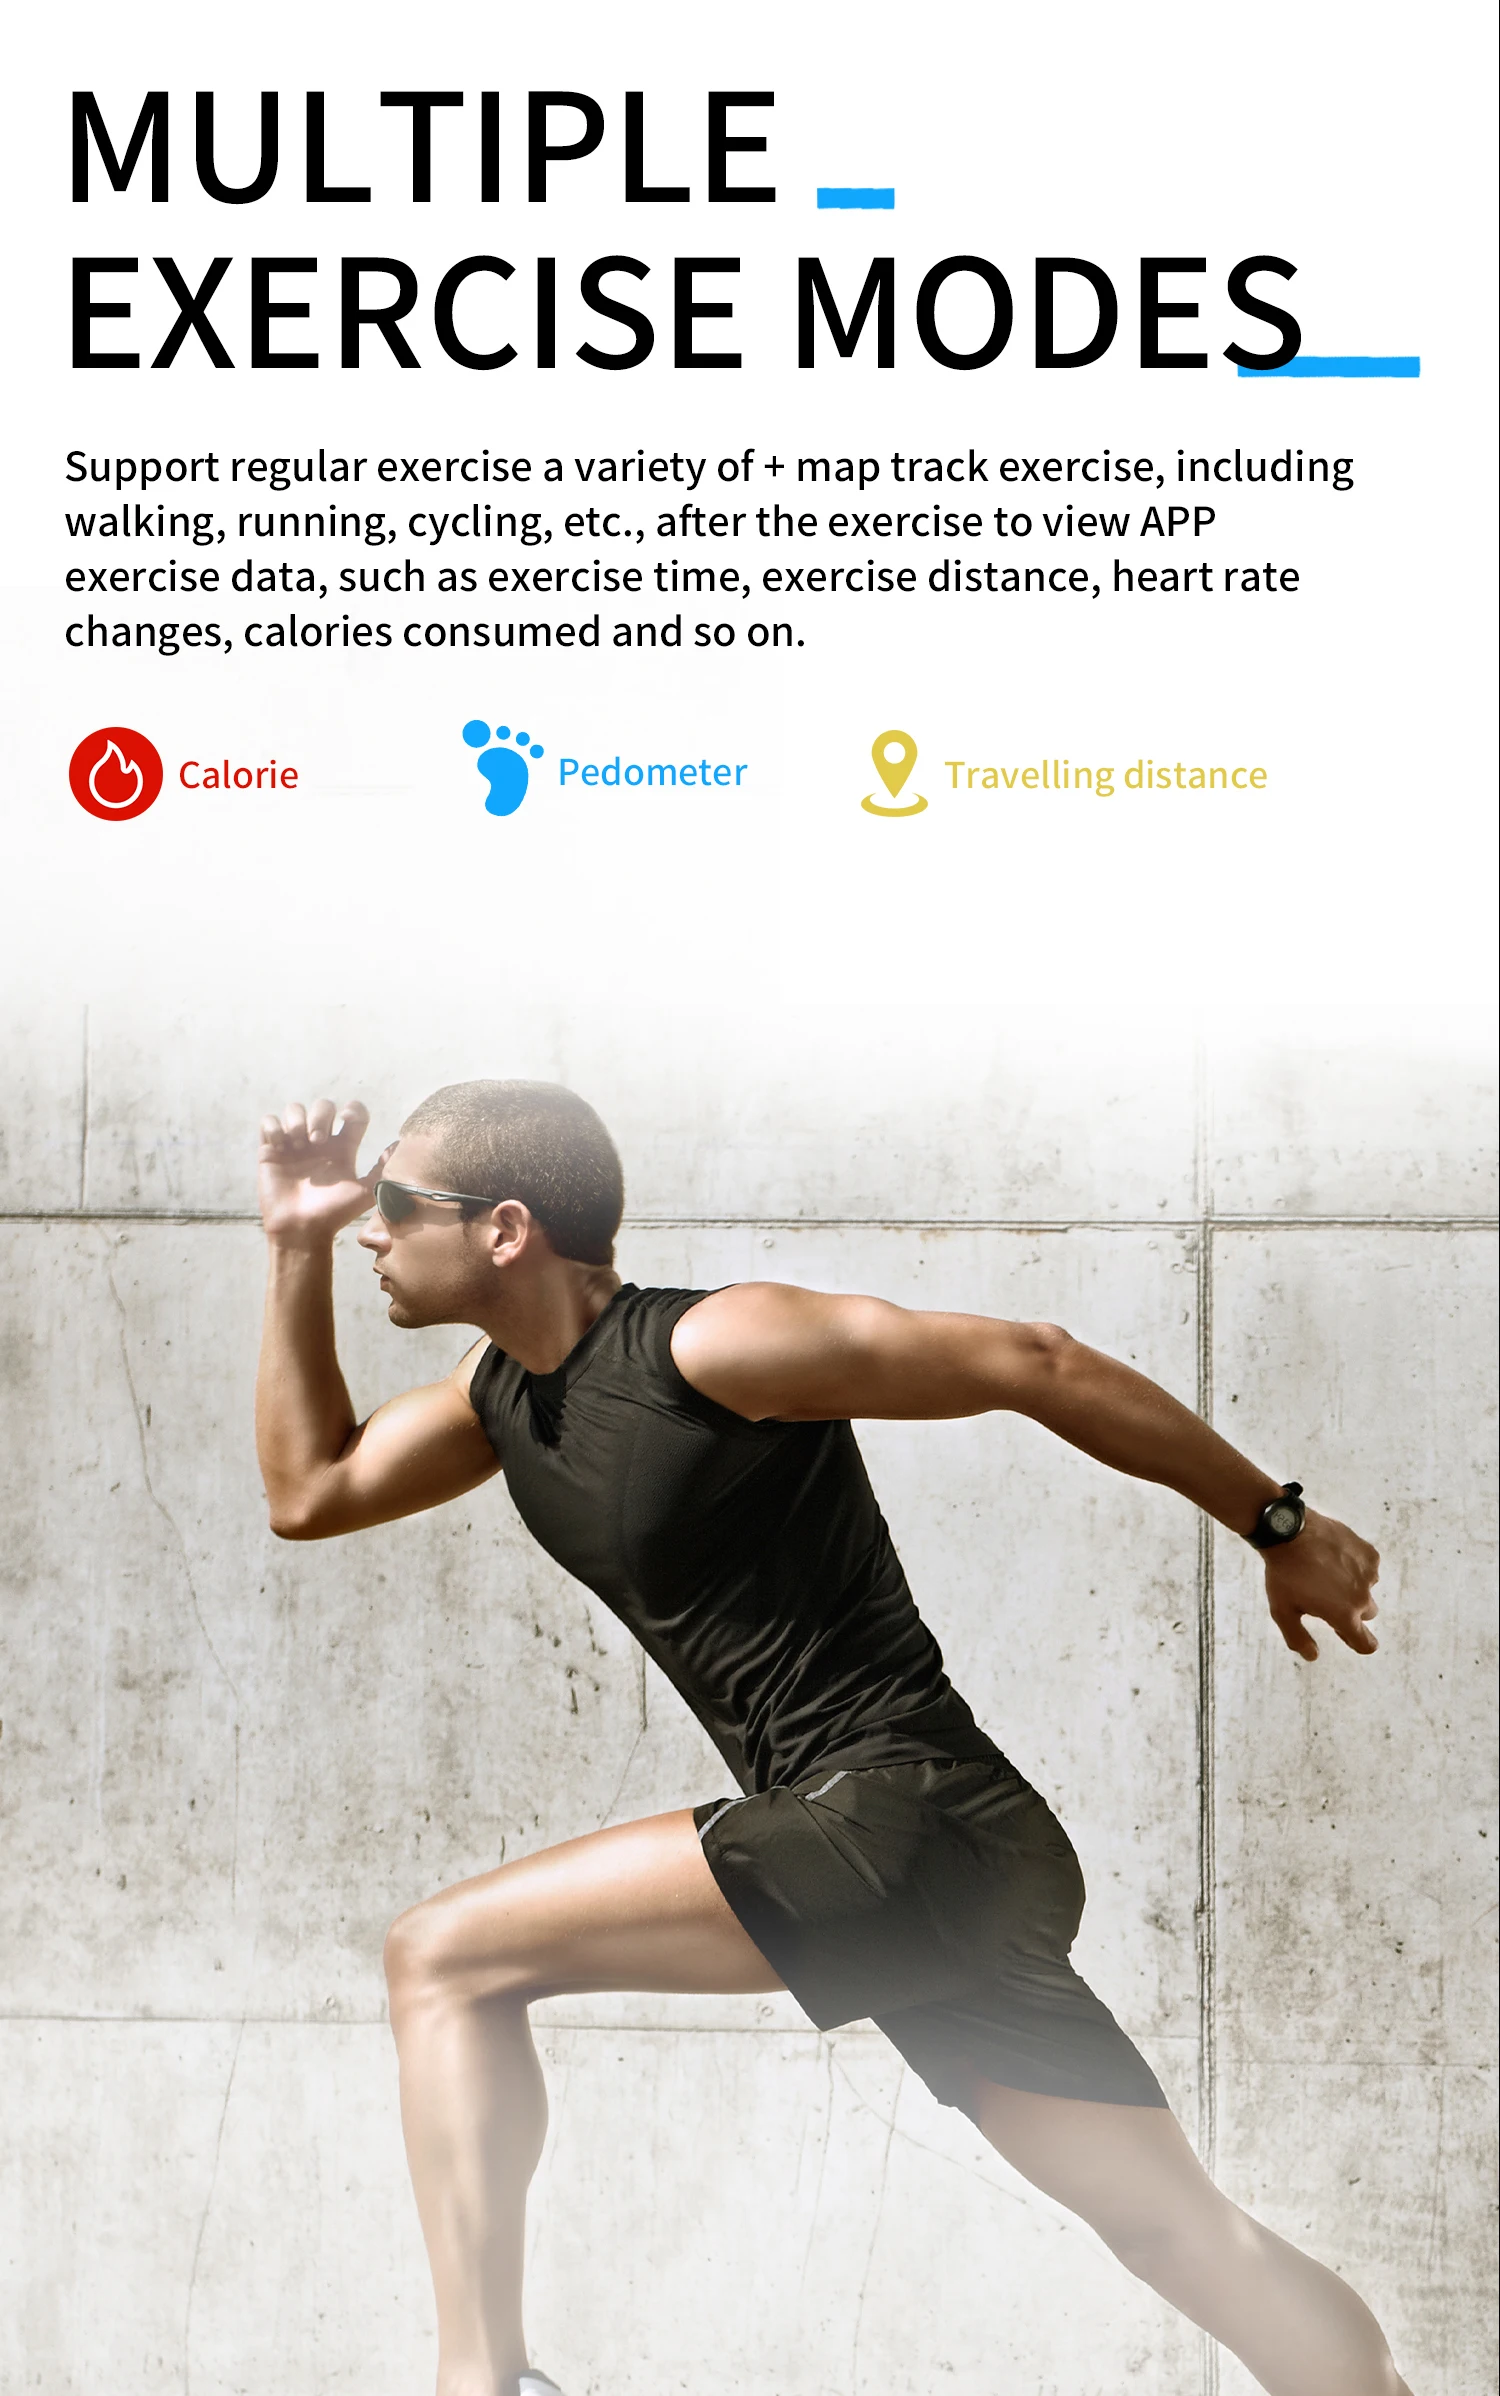 MULTIPLE
EXERCISE MODES
Support regular exercise a variety of + map track exercise, including
walking, running, cycling, etc., after the exercise to view APP
exercise data, such as exercise time, exercise distance, heart rate
changes, calories consumed and so on.
Calorie
Pedometer
Travelling distance